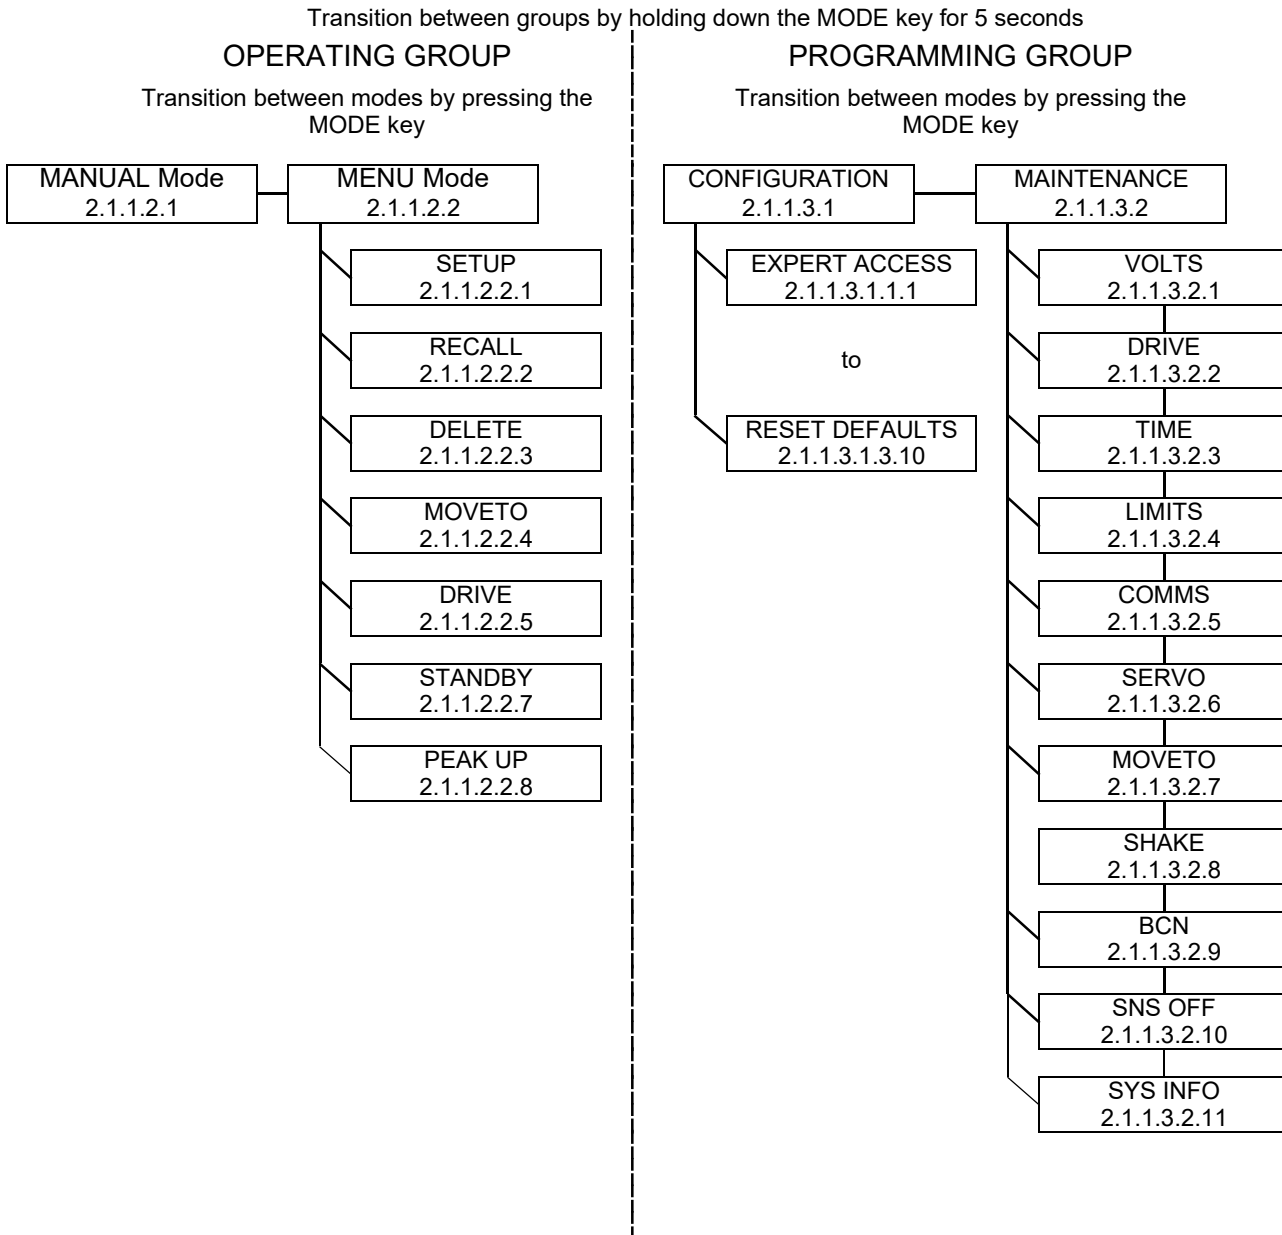 Transition between groups by holding down the MODE key for 5 seconds
OPERATING GROUP
Transition between modes by pressing the
MODE key
MANUAL Mode
2.1.1.2.1
MENU Mode
2.1.1.2.2
SETUP
2.1.1.2.2.1
RECALL
2.1.1.2.2.2
DELETE
2.1.1.2.2.3
MOVETO
2.1.1.2.2.4
DRIVE
2.1.1.2.2.5
STANDBY
2.1.1.2.2.7
PEAK UP
2.1.1.2.2.8
PROGRAMMING GROUP
Transition between modes by pressing the
MODE key
CONFIGURATION
2.1.1.3.1
EXPERT ACCESS
2.1.1.3.1.1.1
to
RESET DEFAULTS
2.1.1.3.1.3.10
MAINTENANCE
2.1.1.3.2
VOLTS
2.1.1.3.2.1
DRIVE
2.1.1.3.2.2
TIME
2.1.1.3.2.3
LIMITS
2.1.1.3.2.4
COMMS
2.1.1.3.2.5
SERVO
2.1.1.3.2.6
MOVETO
2.1.1.3.2.7
SHAKE
2.1.1.3.2.8
BCN
2.1.1.3.2.9
SNS OFF
2.1.1.3.2.10
SYS INFO
2.1.1.3.2.11